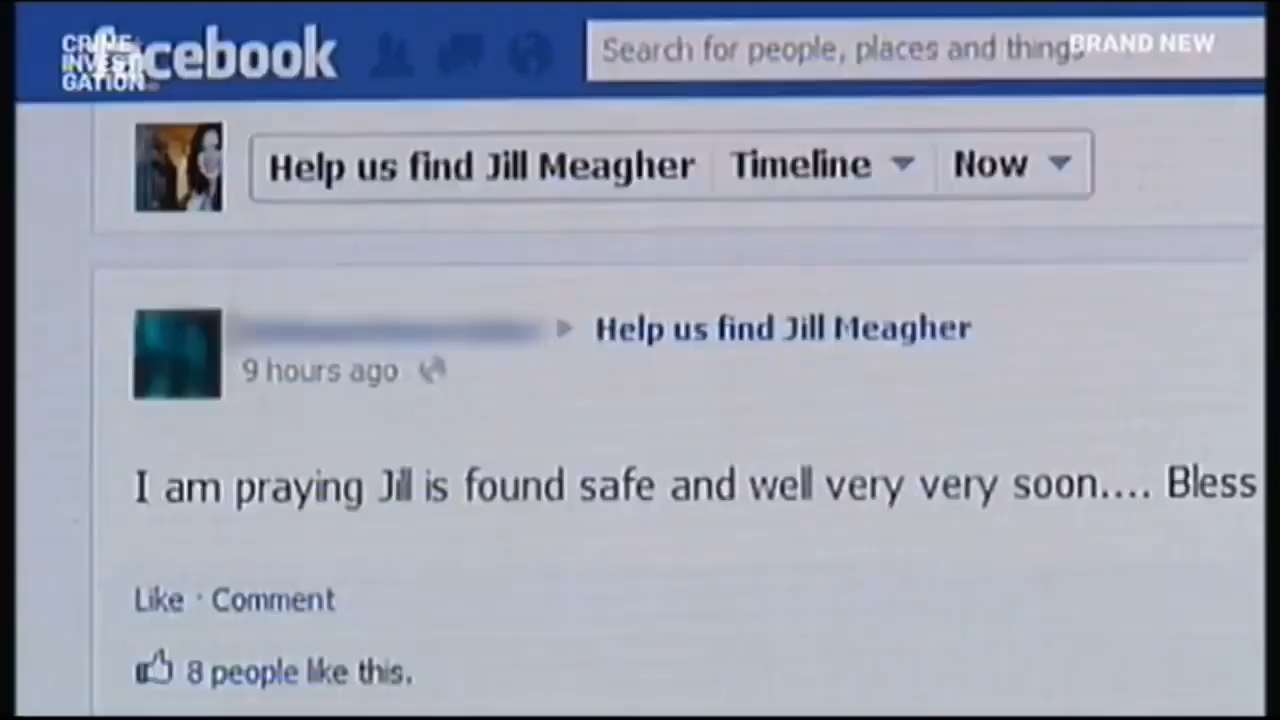 CRIME+
INVESTI
GATION
facebook
Search for people, places and things
BRAND NEW
Help us find Jill Meagher
Timeline
Now
Help us find Jill Meagher
9 hours ago
I am praying Jill is found safe and well very very soon.... Bless
Like · Comment
8 people like this.